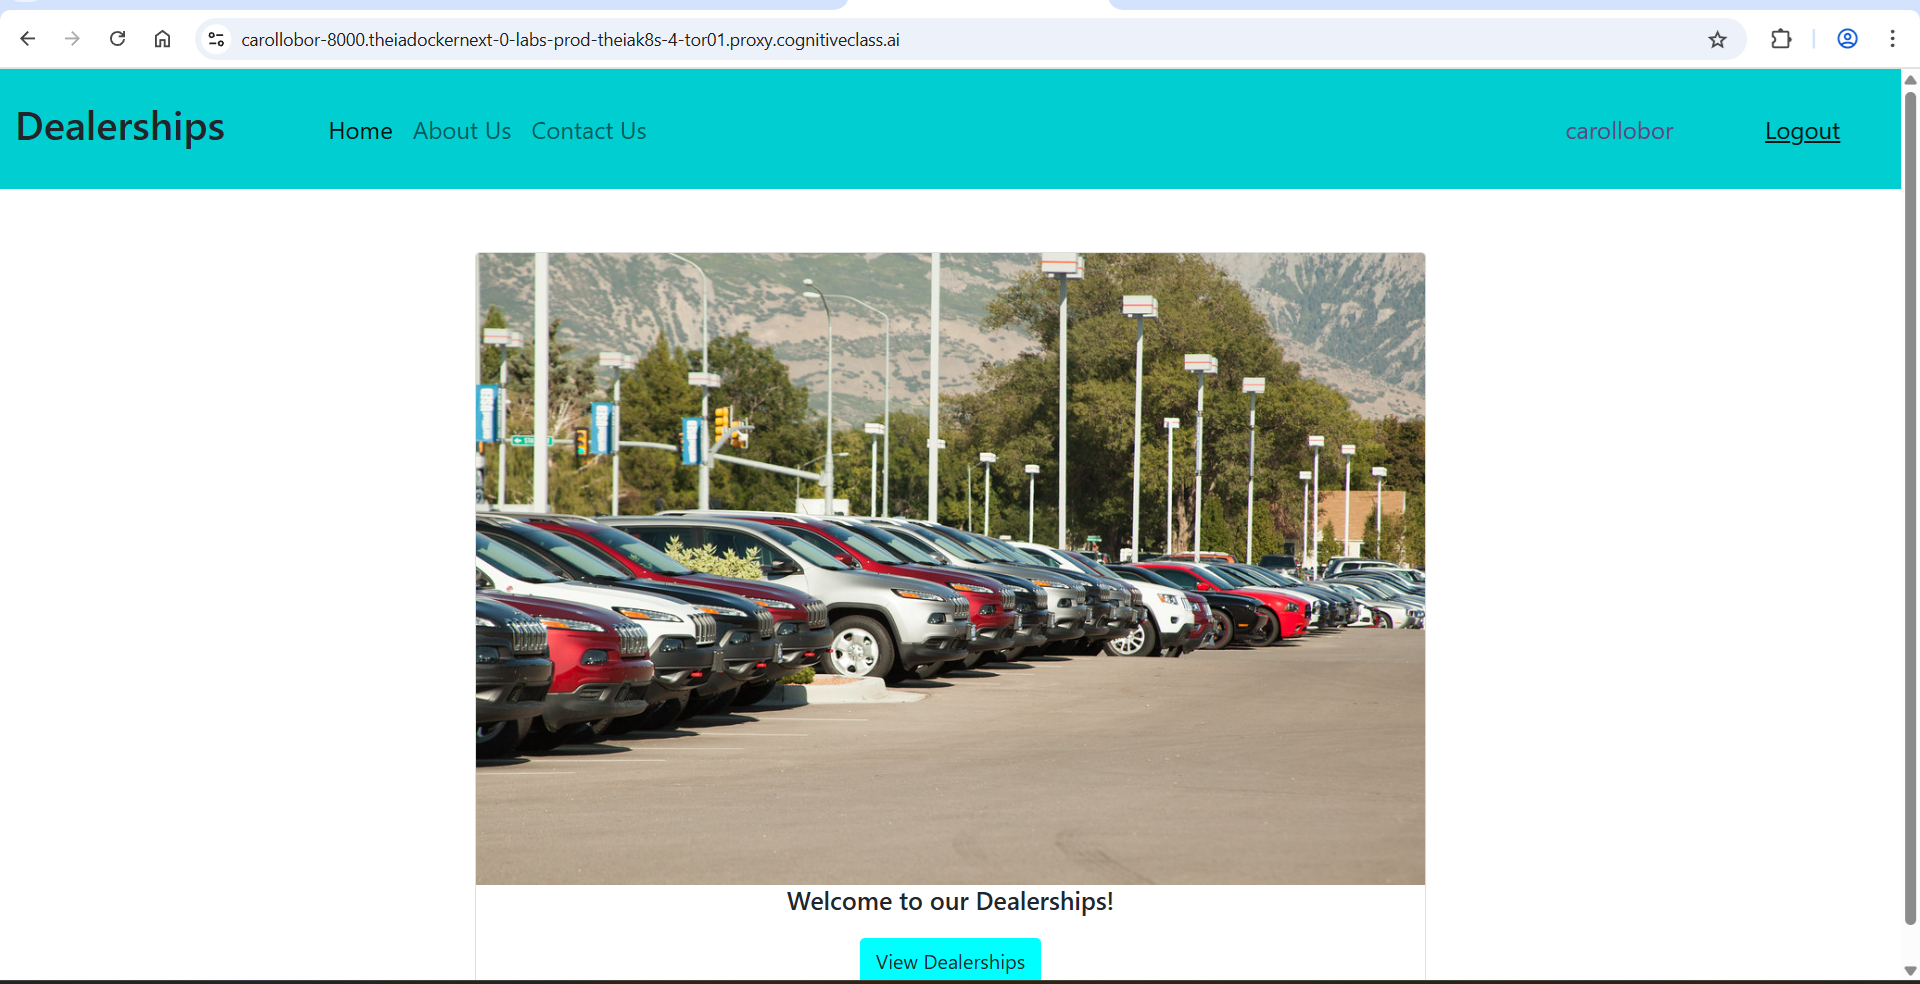 carollobor-8000.theiadockernext-0-labs-prod-theiak8s-4-tor01.proxy.cognitiveclass.ai
Dealerships Home About Us Contact Us carollobor Logout
Welcome to our Dealerships!
View Dealerships